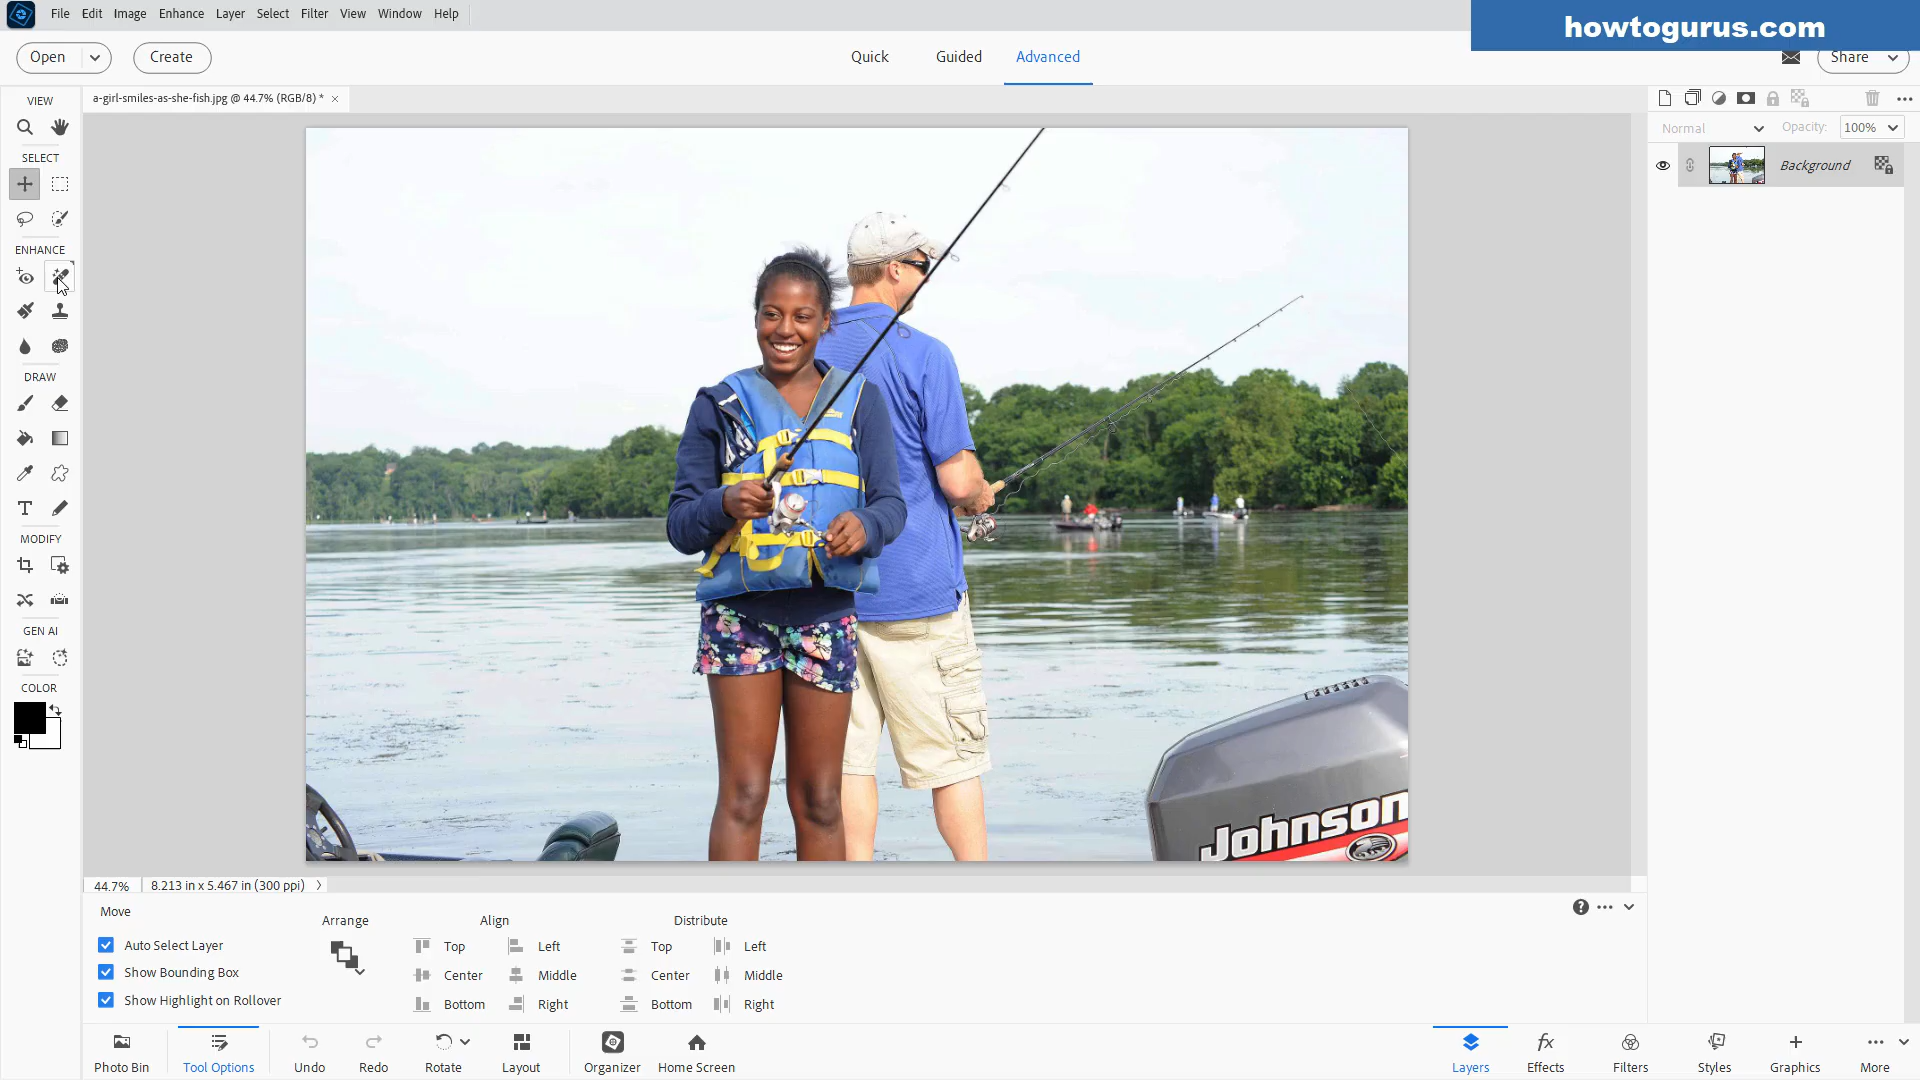 File Edit Image Enhance Layer Select Filter View Window Help
howtogurus.com
Open Create Quick Guided Advanced Share
VIEW
a-girl-smiles-as-she-fish.jpg @ 44.7% (RGB/8) * ×
Normal Opacity: 100%
SELECT
Background
ENHANCE
DRAW
MODIFY
GEN AI
COLOR
Johnson
44.7% 8.213 in x 5.467 in (300 ppi)
Move
Arrange Align Distribute
Auto Select Layer Top Left Top Left
Show Bounding Box Center Middle Center Middle
Show Highlight on Rollover Bottom Right Bottom Right
Photo Bin Tool Options Undo Redo Rotate Layout Organizer Home Screen Layers Effects Filters Styles Graphics More